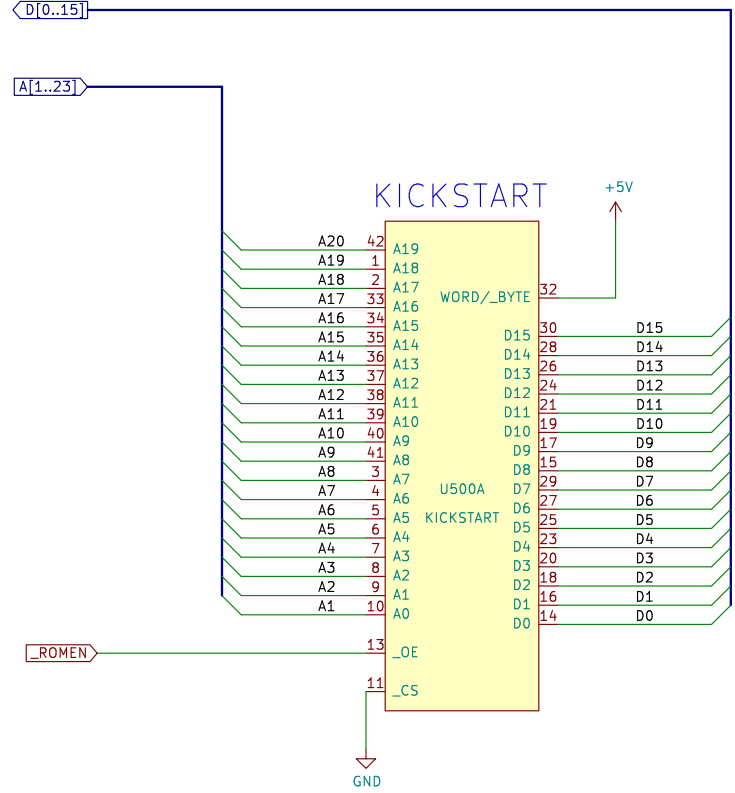 D[0..15]
A[1..23]
KICKSTART
+5V
A20 42 A19
A19 1 A18
A18 2 A17
WORD/_BYTE 32
A17 33 A16
A16 34 A15
D15 30 D15
A15 35 A14
D14 28 D14
A14 36 A13
D13 26 D13
A13 37 A12
D12 24 D12
A12 38 A11
D11 21 D11
A11 39 A10
D10 19 D10
A10 40 A9
D9 17 D9
A9 41 A8
D8 15 D8
A8 3 A7
D7 29 D7
A7 4 A6
D6 27 D6
A6 5 A5
D5 25 D5
A5 6 A4
D4 23 D4
A4 7 A3
D3 20 D3
A3 8 A2
D2 18 D2
A2 9 A1
D1 16 D1
A1 10 A0
D0 14 D0
U500A
KICKSTART
_ROMEN 13 _OE
11 _CS
GND